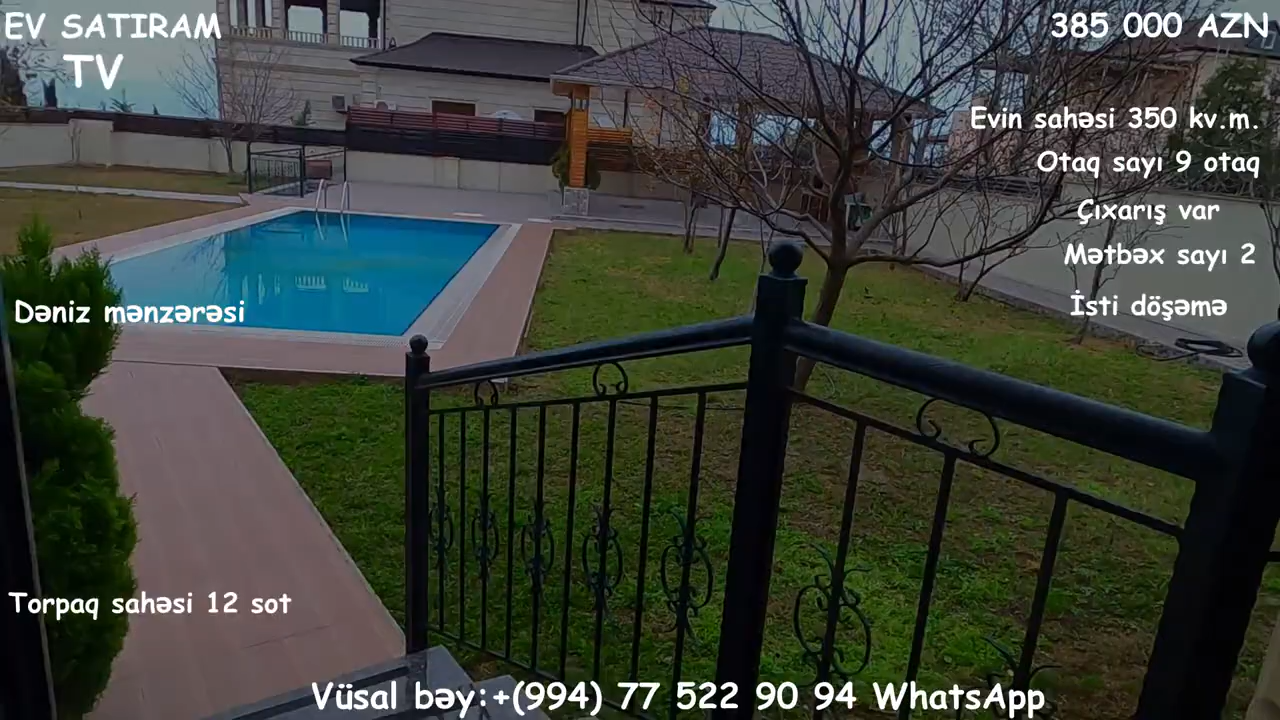 EV SATIRAM
TV
385 000 AZN
Evin sahəsi 350 kv.m.
Otaq sayı 9 otaq
Çıxarış var
Mətbəx sayı 2
İsti döşəmə
Dəniz mənzərəsi
Torpaq sahəsi 12 sot
Vüsal bəy:+(994) 77 522 90 94 WhatsApp